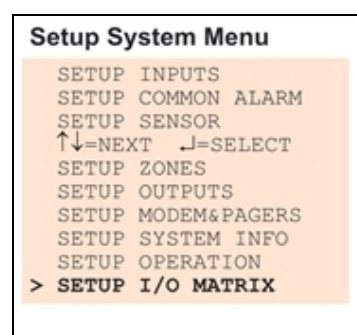 Setup System Menu
SETUP INPUTS
SETUP COMMON ALARM
SETUP SENSOR
↑↓=NEXT ↵=SELECT
SETUP ZONES
SETUP OUTPUTS
SETUP MODEM&PAGERS
SETUP SYSTEM INFO
SETUP OPERATION
> SETUP I/O MATRIX